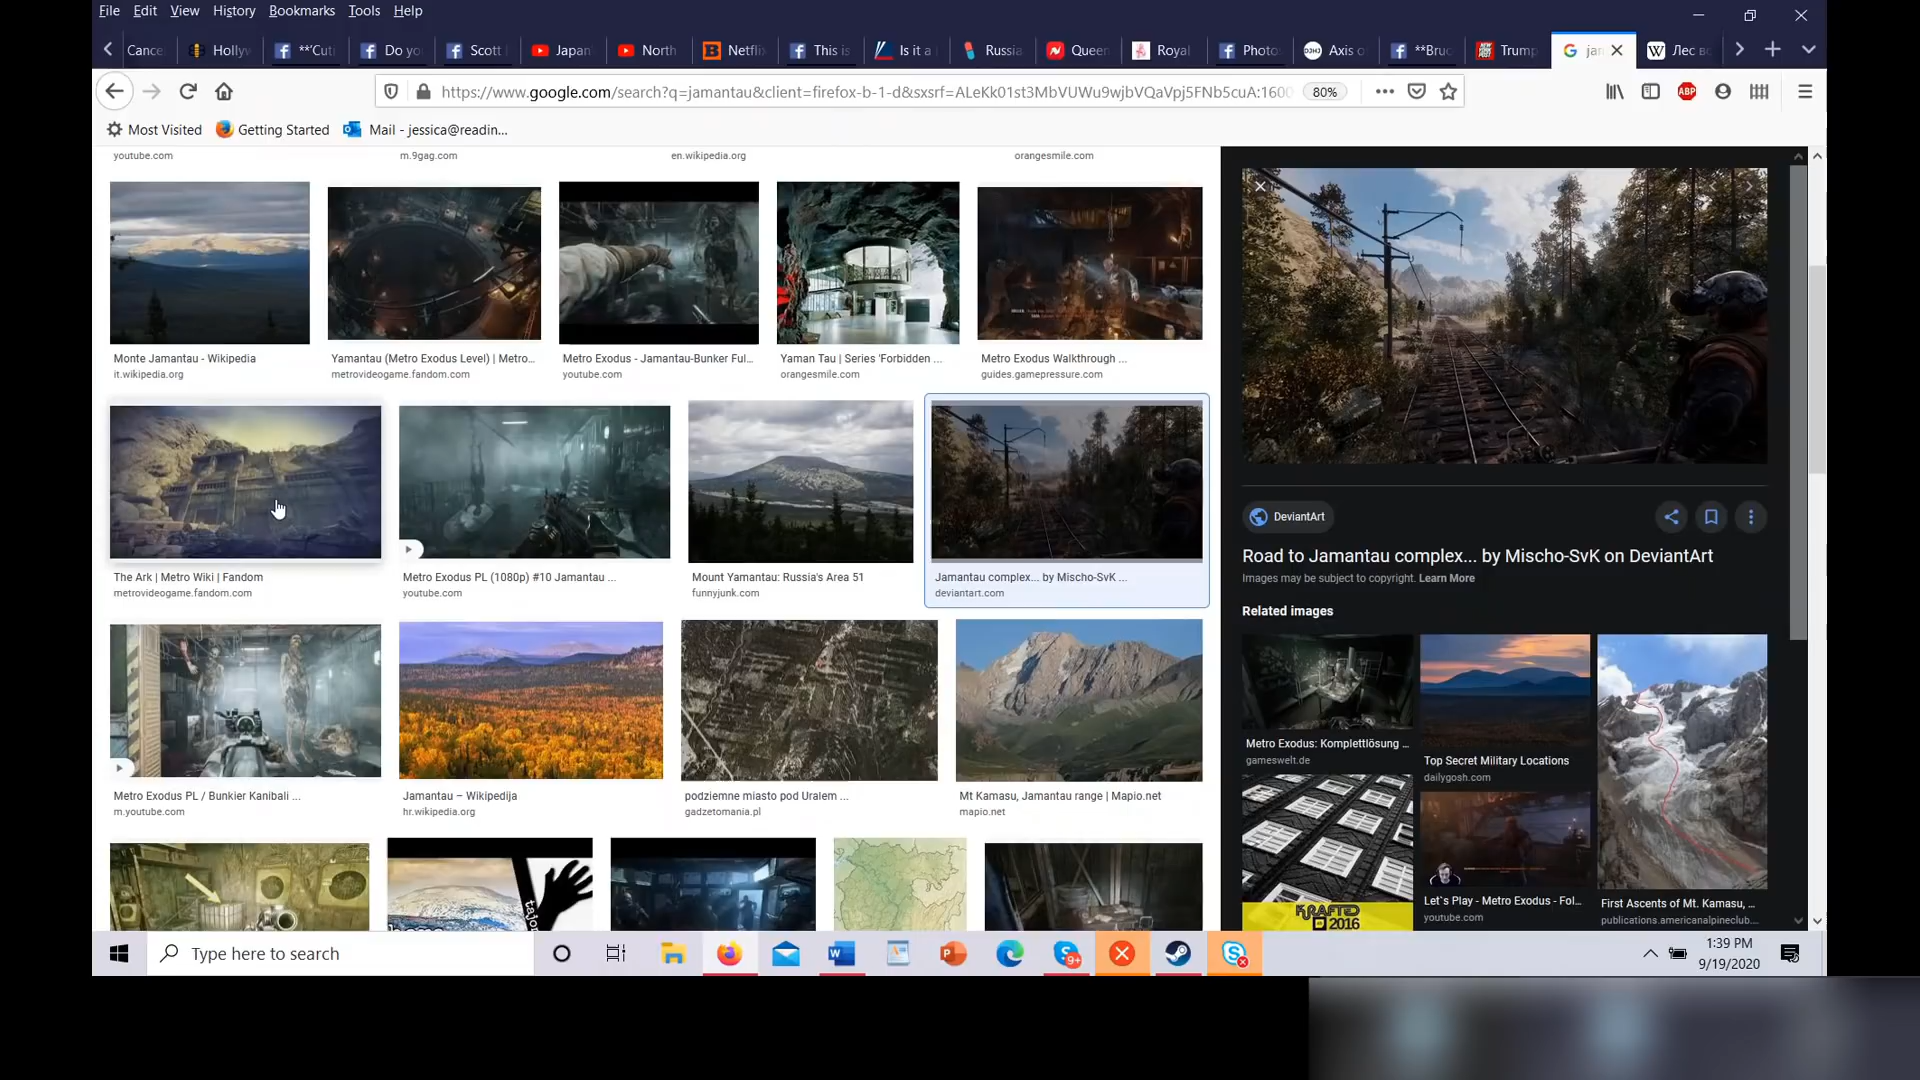 File Edit View History Bookmarks Tools Help
Cance Hollyw **'Cut Do yo Scott Japan North Netfli This is Is it a Russia Queen Royal Photo Axis o **Bruc Trump jan Лес во
https://www.google.com/search?q=jamantau&client=firefox-b-1-d&sxsrf=ALeKk01st3MbVUWu9wjbVQaVpj5FNb5cuA:1600 80% ABP
Most Visited Getting Started Mail - jessica@readin...
youtube.com m.9gag.com en.wikipedia.org orangesmile.com
Monte Jamantau - Wikipedia Yamantau (Metro Exodus Level) | Metro... Metro Exodus - Jamantau-Bunker Ful... Yaman Tau | Series 'Forbidden ... Metro Exodus Walkthrough ...
it.wikipedia.org metrovideogame.fandom.com youtube.com orangesmile.com guides.gamepressure.com
The Ark | Metro Wiki | Fandom Metro Exodus PL (1080p) #10 Jamantau ... Mount Yamantau: Russia's Area 51 Jamantau complex... by Mischo-SvK ...
metrovideogame.fandom.com youtube.com funnyjunk.com deviantart.com
Metro Exodus PL / Bunkier Kanibali ... Jamantau – Wikipedija podziemne miasto pod Uralem ... Mt Kamasu, Jamantau range | Mapio.net
m.youtube.com hr.wikipedia.org gadzetomania.pl mapio.net
DeviantArt
Road to Jamantau complex... by Mischo-SvK on DeviantArt
Images may be subject to copyright. Learn More
Related images
Metro Exodus: Komplettlösung ...
gameswelt.de
Top Secret Military Locations
dailygosh.com
KRAFTED
2016
Let`s Play - Metro Exodus - Fol...
youtube.com
First Ascents of Mt. Kamasu, ...
publications.americanalpineclub....
Type here to search 9+
1:39 PM
9/19/2020